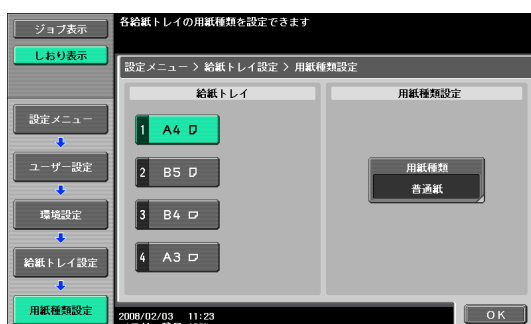 ジョブ表示
しおり表示
設定メニュー
ユーザー設定
環境設定
給紙トレイ設定
用紙種類設定
各給紙トレイの用紙種類を設定できます
設定メニュー > 給紙トレイ設定 > 用紙種類設定
給紙トレイ
1 A4
2 B5
3 B4
4 A3
用紙種類設定
用紙種類
普通紙
2008/02/03 11:23
OK